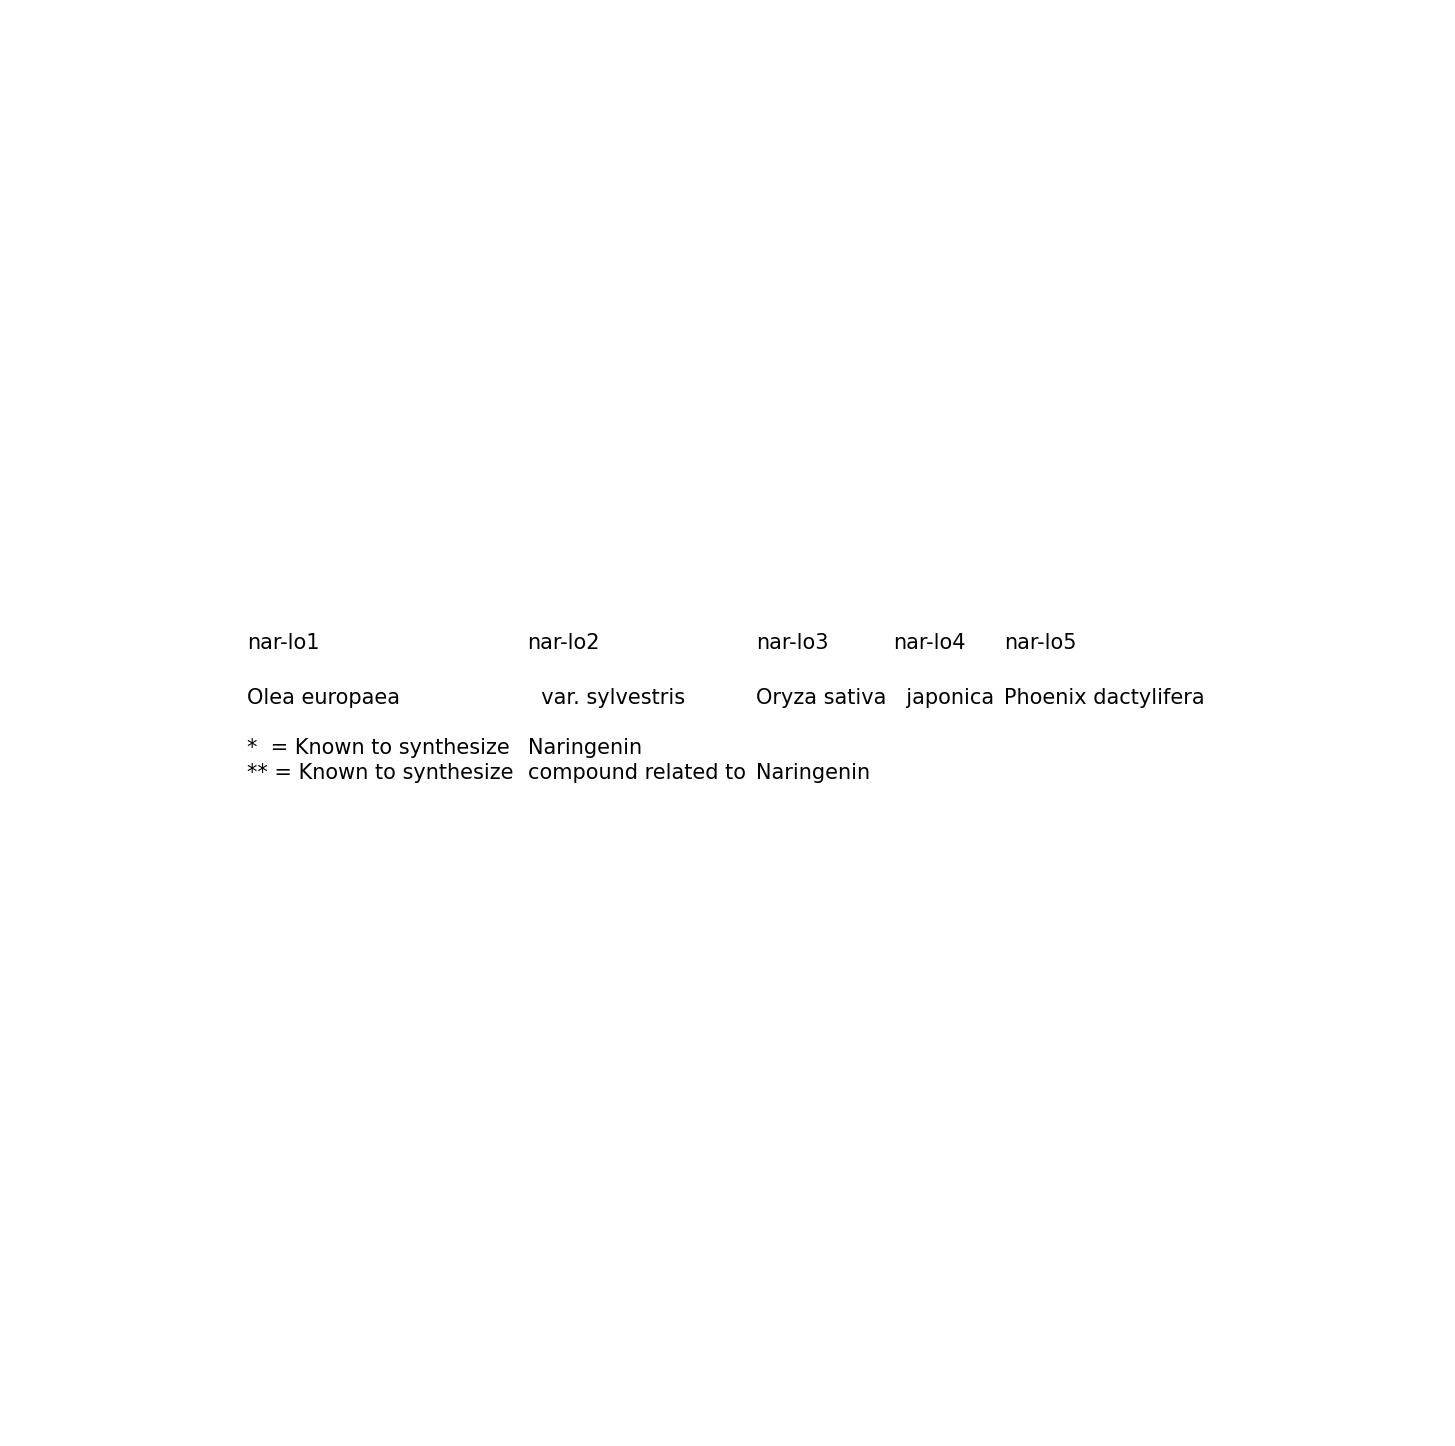 nar-lo1 nar-lo2 nar-lo3 nar-lo4 nar-lo5
Olea europaea var. sylvestris Oryza sativa japonica Phoenix dactylifera
* = Known to synthesize Naringenin
** = Known to synthesize compound related to Naringenin